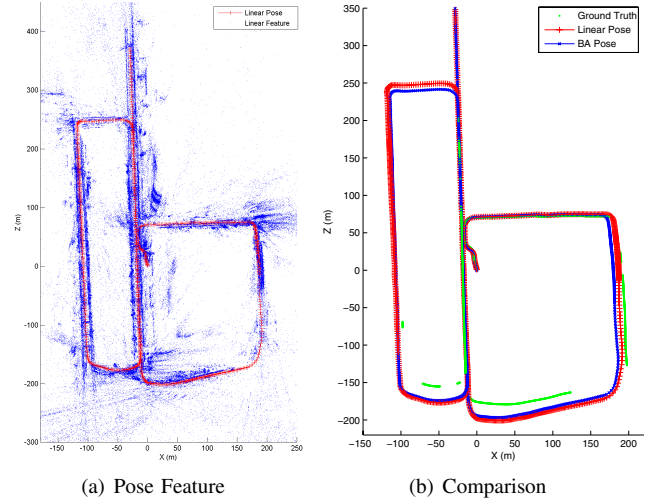 Linear Pose
Linear Feature
400
300
200
100
0
-100
-200
-300
Z (m)
-150 -100 -50 0 50 100 150 200 250
X (m)
(a) Pose Feature
Ground Truth
Linear Pose
BA Pose
350
300
250
200
150
100
50
0
−50
−100
−150
−200
Z (m)
−150 −100 −50 0 50 100 150 200
X (m)
(b) Comparison